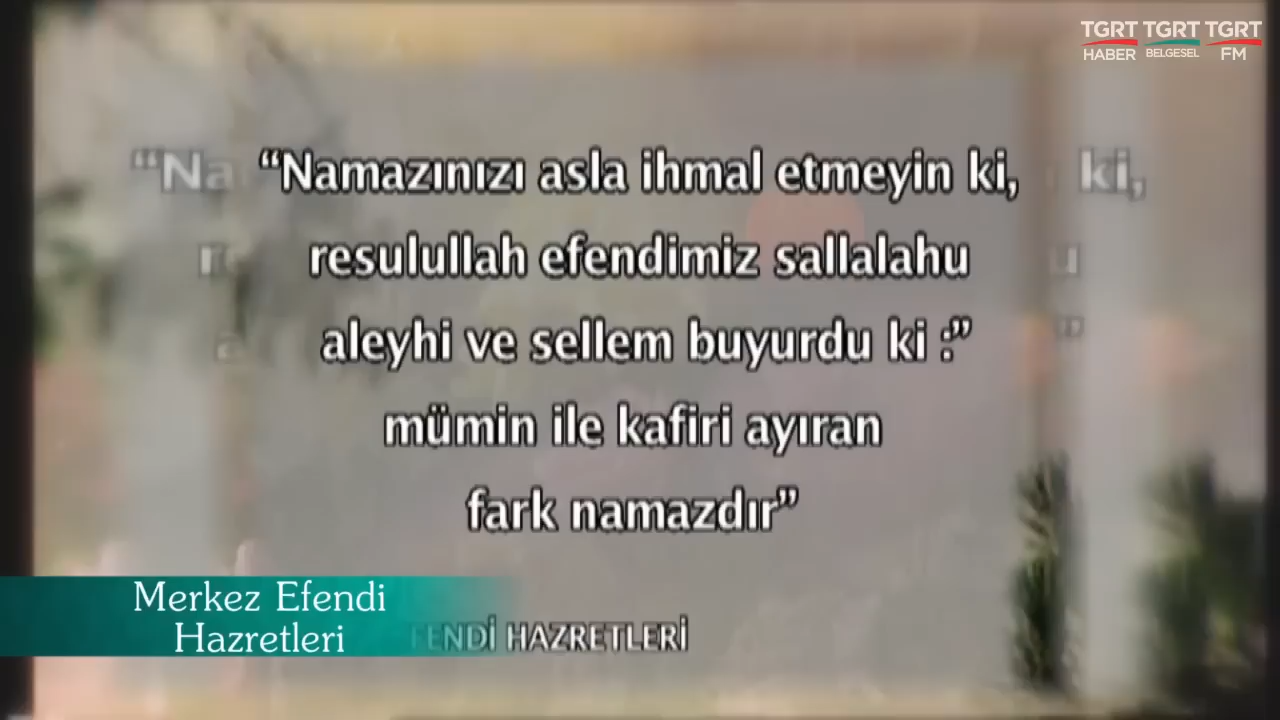 TGRT TGRT TGRT
HABER BELGESEL FM
“Namazınızı asla ihmal etmeyin ki,
resulullah efendimiz sallalahu
aleyhi ve sellem buyurdu ki :”
mümin ile kafiri ayıran
fark namazdır”
Merkez Efendi
Hazretleri
HAZRETLERİ